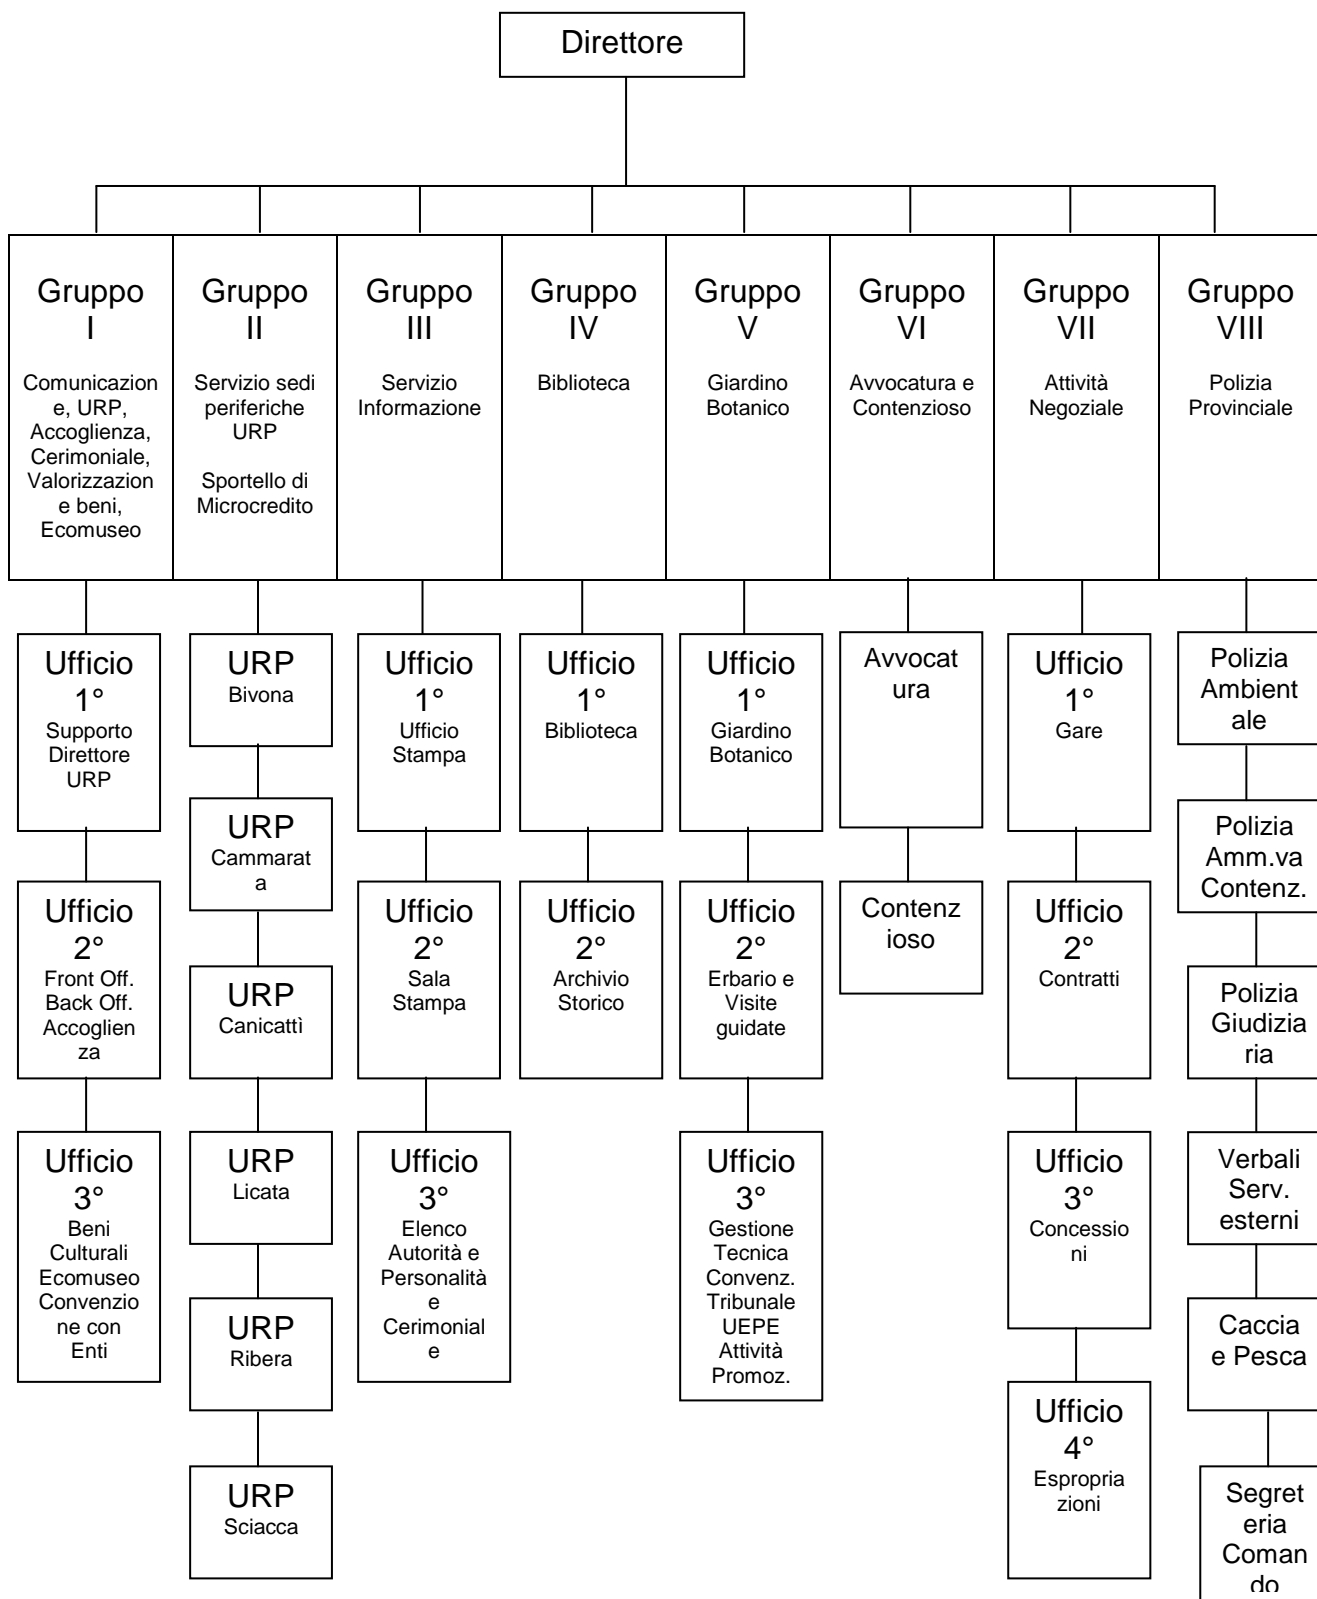 Direttore
Gruppo
I
Comunicazion
e, URP,
Accoglienza,
Cerimoniale,
Valorizzazion
e beni,
Ecomuseo
Gruppo
II
Servizio sedi
periferiche
URP
Sportello di
Microcredito
Gruppo
III
Servizio
Informazione
Gruppo
IV
Biblioteca
Gruppo
V
Giardino
Botanico
Gruppo
VI
Avvocatura e
Contenzioso
Gruppo
VII
Attività
Negoziale
Gruppo
VIII
Polizia
Provinciale
Ufficio
1°
Supporto
Direttore
URP
Ufficio
2°
Front Off.
Back Off.
Accoglien
za
Ufficio
3°
Beni
Culturali
Ecomuseo
Convenzio
ne con
Enti
URP
Bivona
URP
Cammarat
a
URP
Canicattì
URP
Licata
URP
Ribera
URP
Sciacca
Ufficio
1°
Ufficio
Stampa
Ufficio
2°
Sala
Stampa
Ufficio
3°
Elenco
Autorità e
Personalità
e
Cerimonial
e
Ufficio
1°
Biblioteca
Ufficio
2°
Archivio
Storico
Ufficio
1°
Giardino
Botanico
Ufficio
2°
Erbario e
Visite
guidate
Ufficio
3°
Gestione
Tecnica
Convenz.
Tribunale
UEPE
Attività
Promoz.
Avvocat
ura
Contenz
ioso
Ufficio
1°
Gare
Ufficio
2°
Contratti
Ufficio
3°
Concessio
ni
Ufficio
4°
Espropria
zioni
Polizia
Ambient
ale
Polizia
Amm.va
Contenz.
Polizia
Giudizia
ria
Verbali
Serv.
esterni
Caccia
e Pesca
Segret
eria
Coman
do